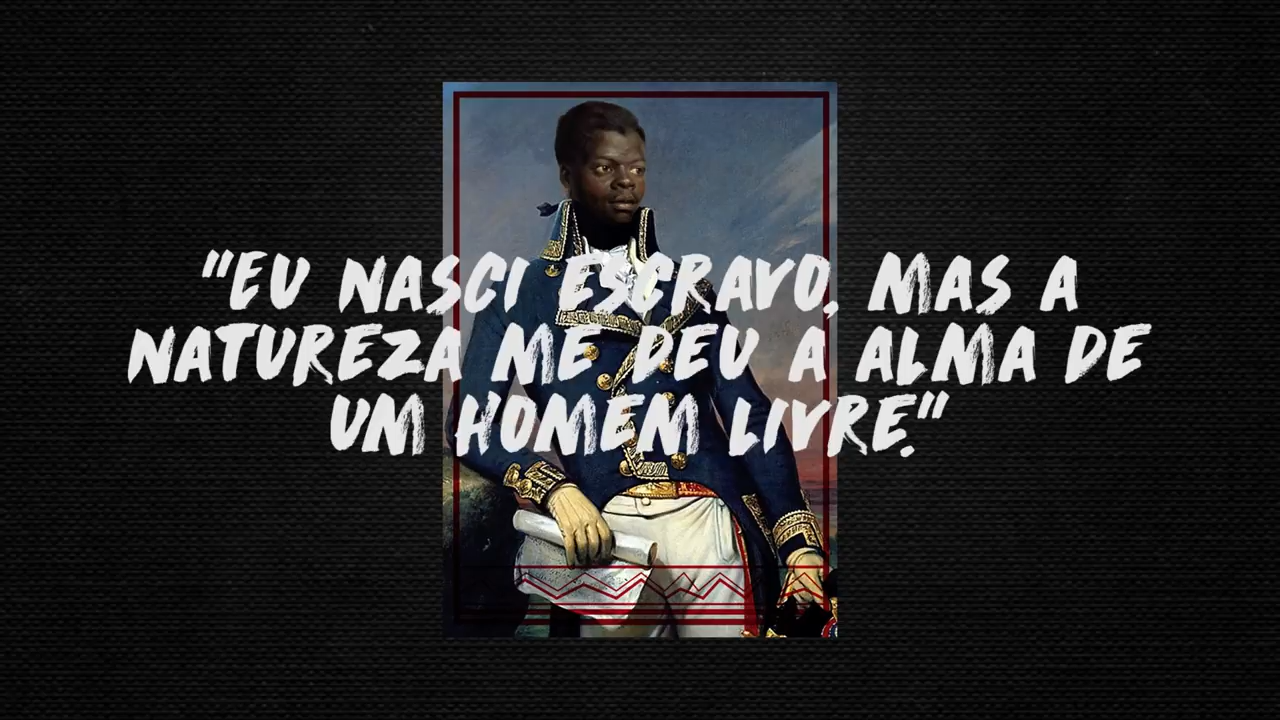 "EU NASCI ESCRAVO, MAS A
NATUREZA ME DEU A ALMA DE
UM HOMEM LIVRE."